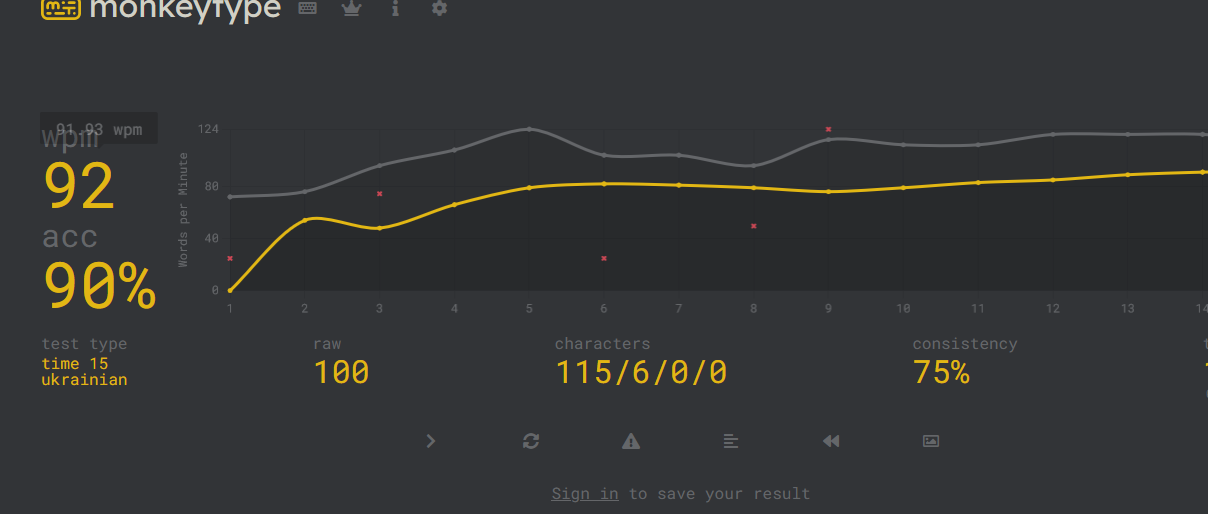 monkeytype
91.93 wpm
wpm
92
acc
90%
Words per Minute
124
80
40
0
1 2 3 4 5 6 7 8 9 10 11 12 13 14
test type
time 15
ukrainian
raw
100
characters
115/6/0/0
consistency
75%
Sign in to save your result